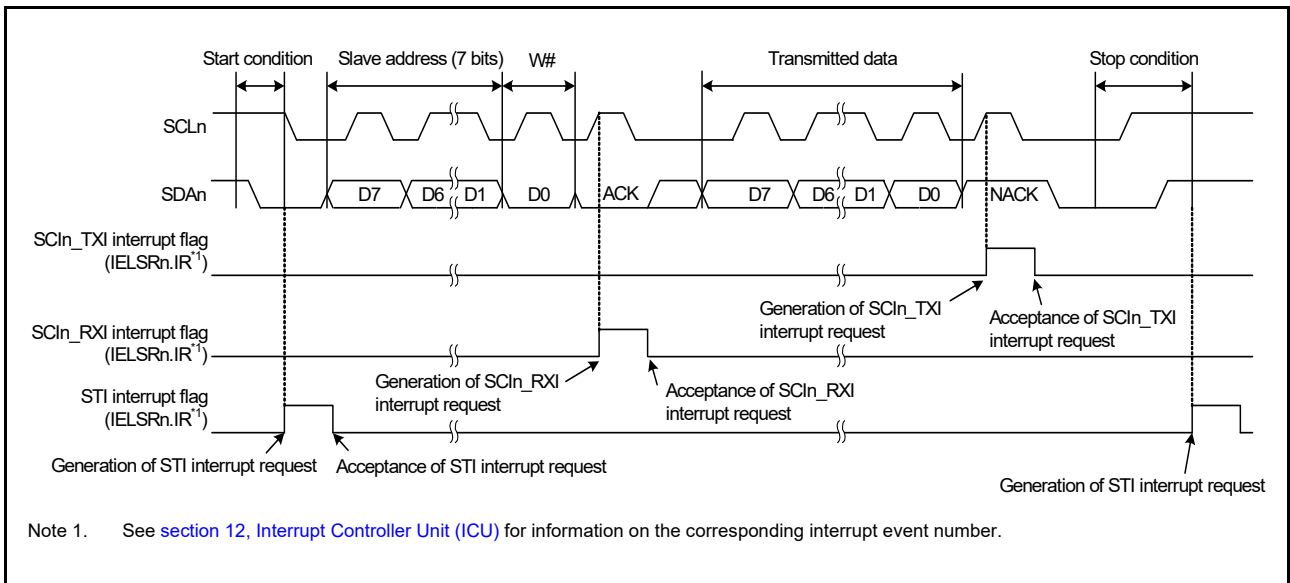 Start condition
Slave address (7 bits)
W#
Transmitted data
Stop condition
SCLn
SDAn
D7
D6
D1
D0
ACK
D7
D6
D1
D0
NACK
SCIn_TXI interrupt flag
(IELSRn.IR*1)
Generation of SCIn_TXI
interrupt request
Acceptance of SCIn_TXI
interrupt request
SCIn_RXI interrupt flag
(IELSRn.IR*1)
Generation of SCIn_RXI
interrupt request
Acceptance of SCIn_RXI
interrupt request
STI interrupt flag
(IELSRn.IR*1)
Generation of STI interrupt request
Acceptance of STI interrupt request
Generation of STI interrupt request
Note 1. See section 12, Interrupt Controller Unit (ICU) for information on the corresponding interrupt event number.